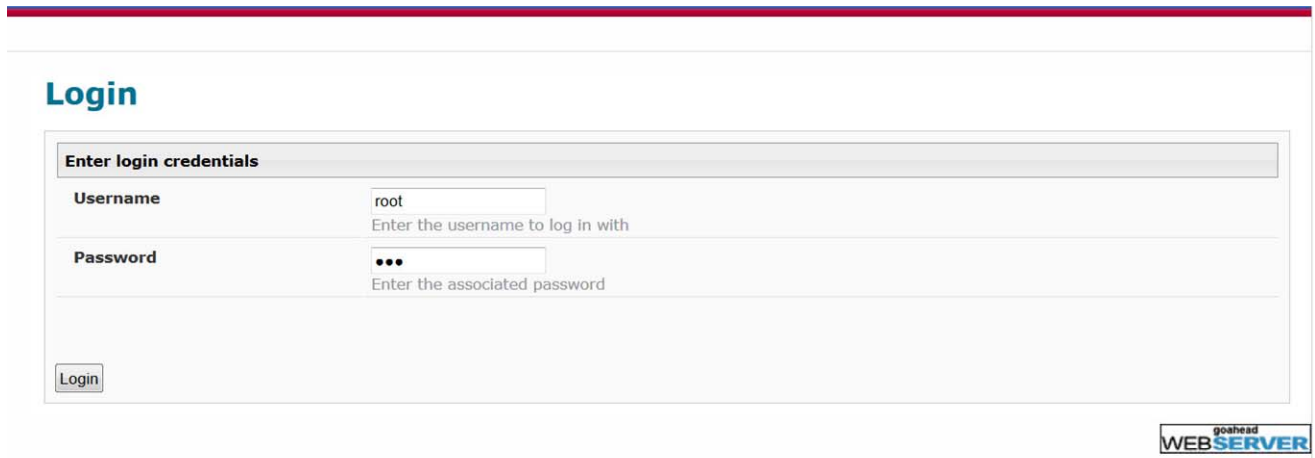 Login
Enter login credentials
Username
root
Enter the username to log in with
Password
•••
Enter the associated password
Login
goahead
WEBSERVER